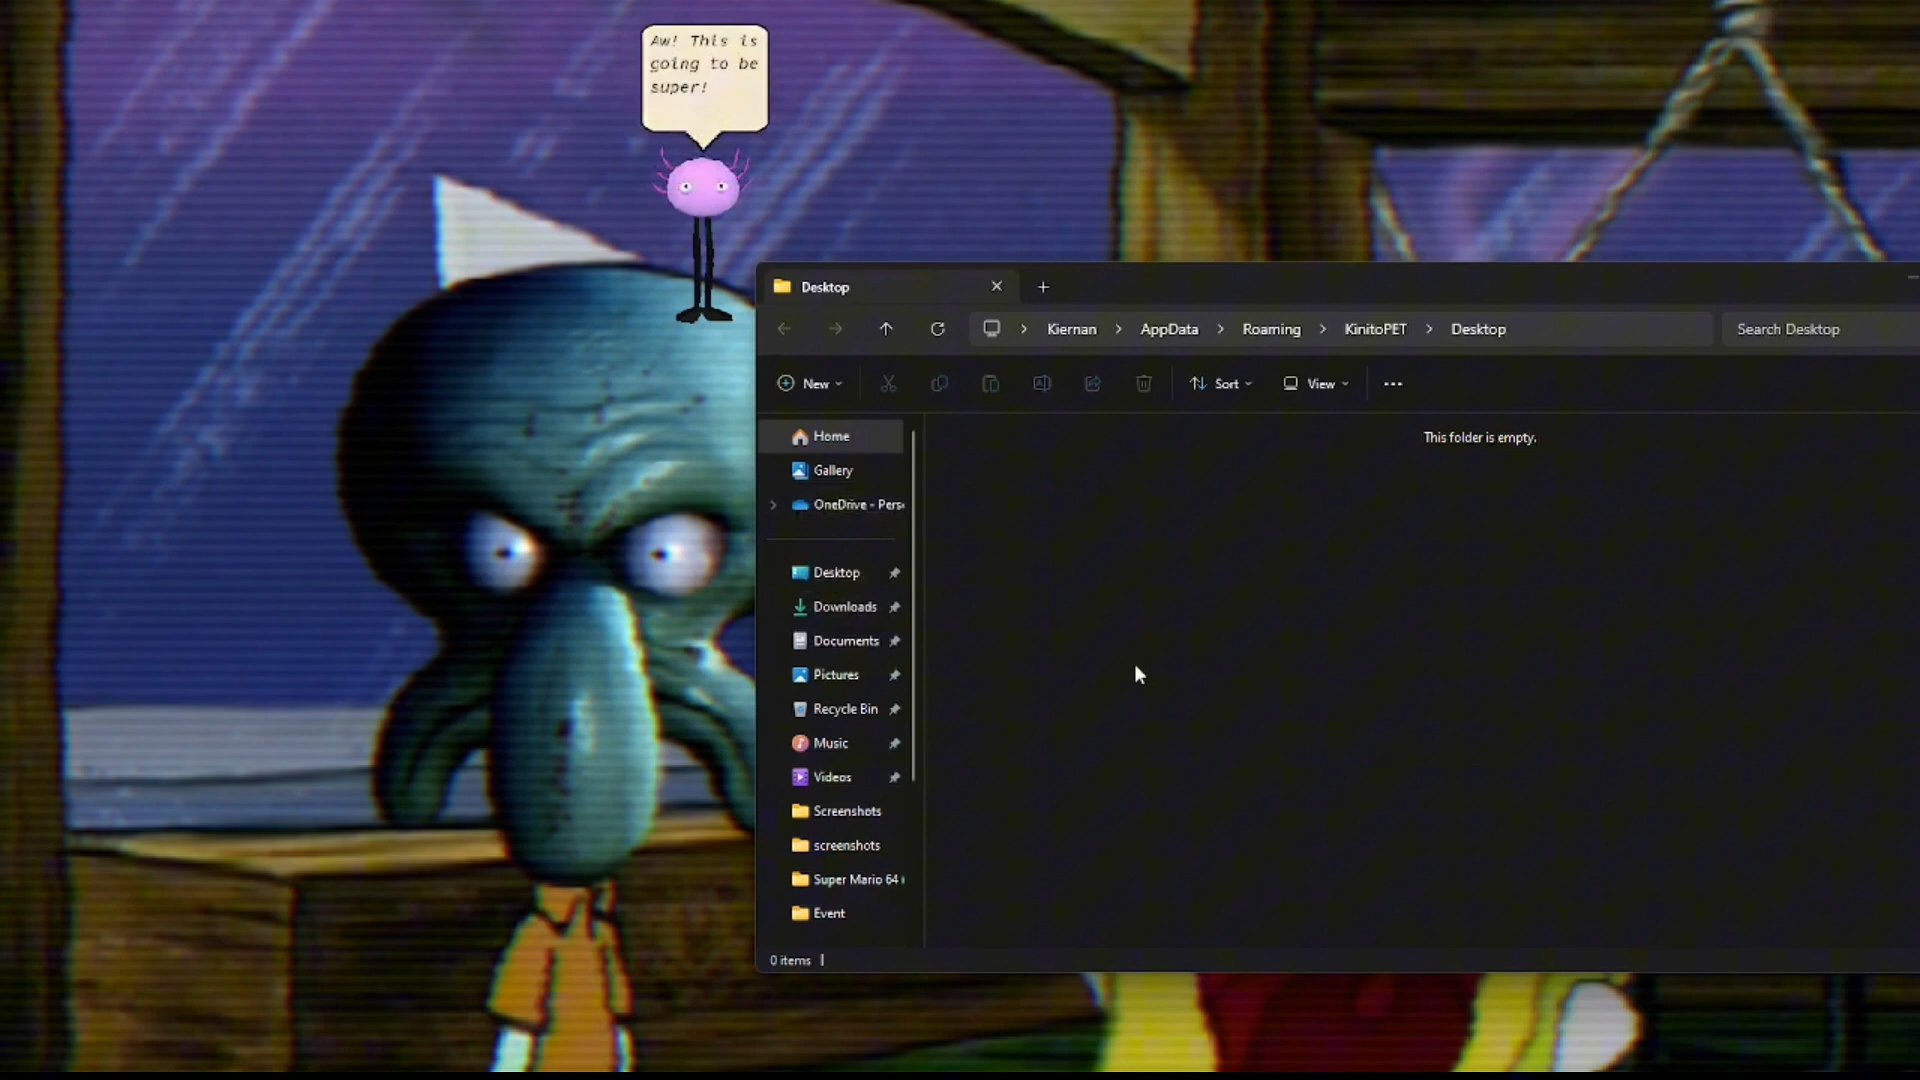 Aw! This is
going to be
super!
Desktop
Kiernan > AppData > Roaming > KinitoPET > Desktop
Search Desktop
New
Sort
View
Home
Gallery
OneDrive - Pers
This folder is empty.
Desktop
Downloads
Documents
Pictures
Recycle Bin
Music
Videos
Screenshots
screenshots
Super Mario 64
Event
0 items